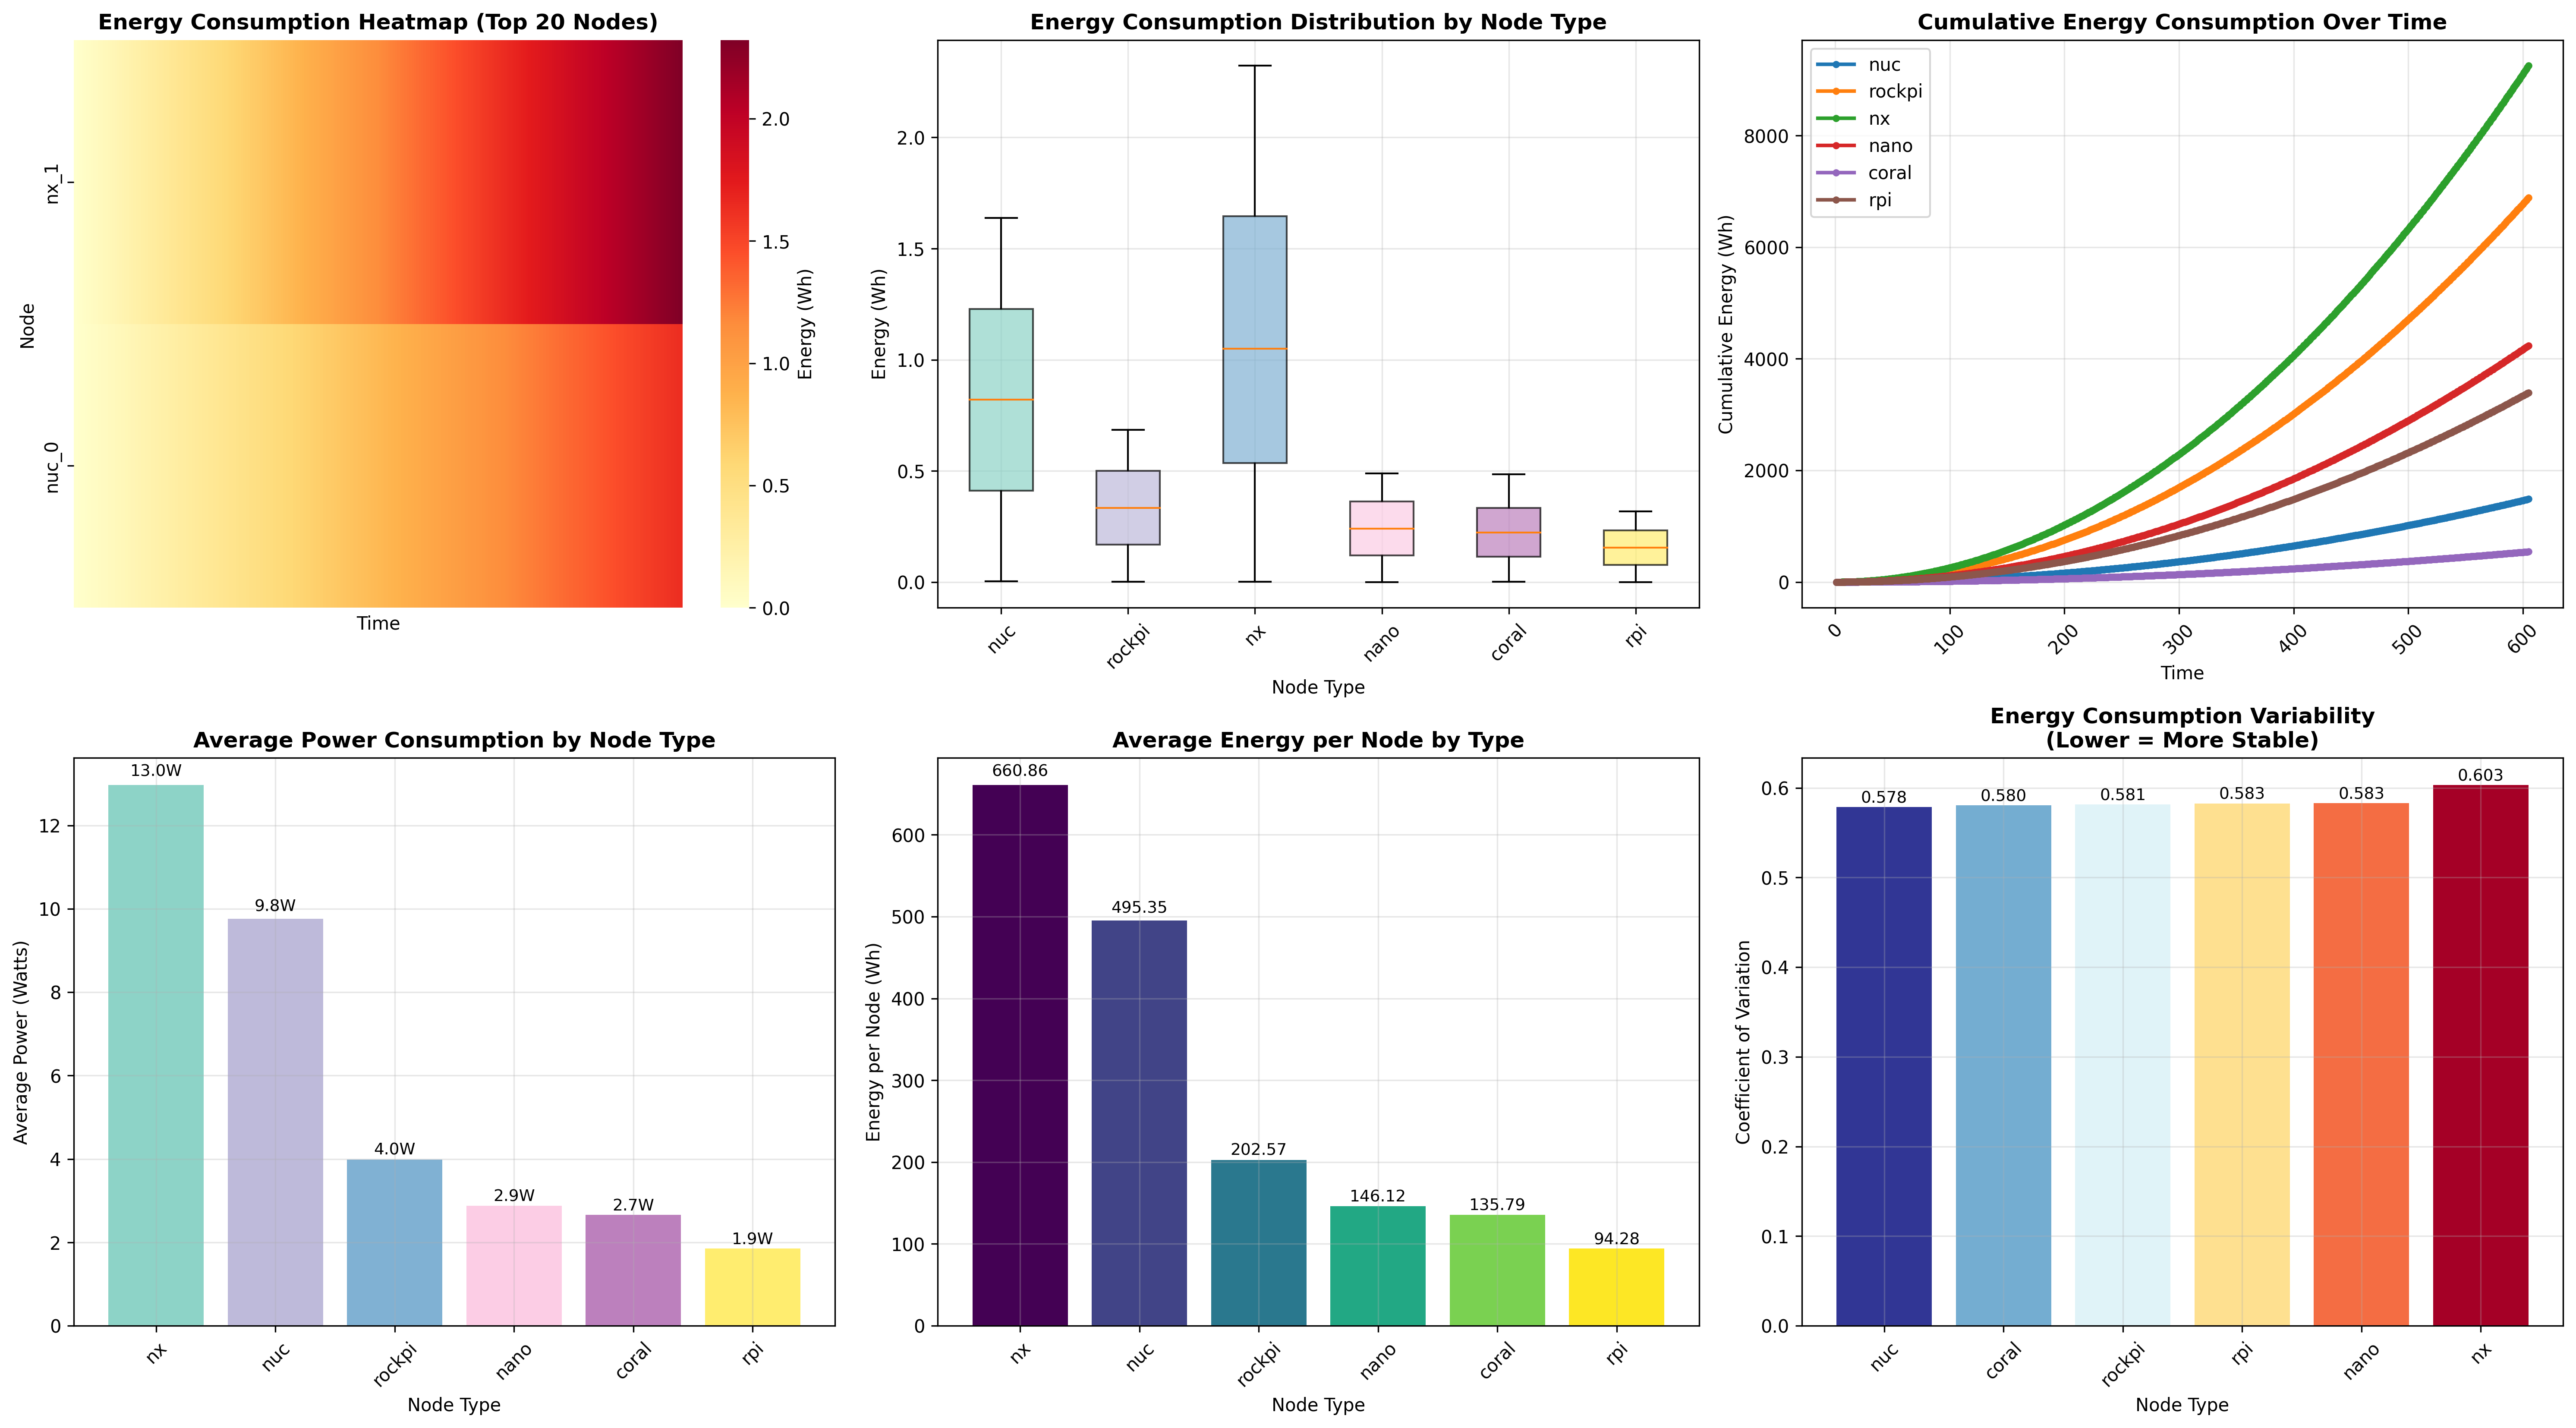 Energy Consumption Heatmap (Top 20 Nodes)
Node
nx_1
nuc_0
Time
2.0
1.5
1.0
0.5
0.0
Energy (Wh)
Energy Consumption Distribution by Node Type
Energy (Wh)
2.0
1.5
1.0
0.5
0.0
nuc
rockpi
nx
nano
coral
rpi
Node Type
Cumulative Energy Consumption Over Time
nuc
rockpi
nx
nano
coral
rpi
Cumulative Energy (Wh)
8000
6000
4000
2000
0
0
100
200
300
400
500
600
Time
Average Power Consumption by Node Type
Average Power (Watts)
12
10
8
6
4
2
0
13.0W
9.8W
4.0W
2.9W
2.7W
1.9W
nx
nuc
rockpi
nano
coral
rpi
Node Type
Average Energy per Node by Type
Energy per Node (Wh)
600
500
400
300
200
100
0
660.86
495.35
202.57
146.12
135.79
94.28
nx
nuc
rockpi
nano
coral
rpi
Node Type
Energy Consumption Variability
(Lower = More Stable)
Coefficient of Variation
0.6
0.5
0.4
0.3
0.2
0.1
0.0
0.578
0.580
0.581
0.583
0.583
0.603
nuc
coral
rockpi
rpi
nano
nx
Node Type